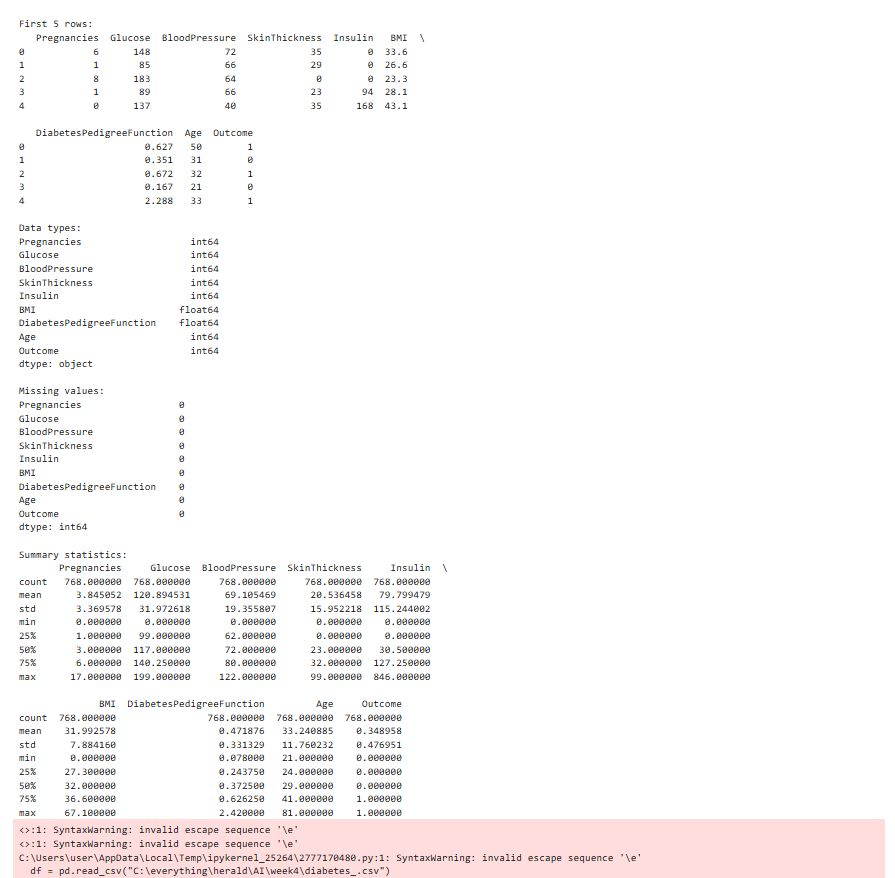 First 5 rows:
   Pregnancies  Glucose  BloodPressure  SkinThickness  Insulin   BMI  \
0            6      148             72             35        0  33.6
1            1       85             66             29        0  26.6
2            8      183             64              0        0  23.3
3            1       89             66             23       94  28.1
4            0      137             40             35      168  43.1
   DiabetesPedigreeFunction  Age  Outcome
0                     0.627   50        1
1                     0.351   31        0
2                     0.672   32        1
3                     0.167   21        0
4                     2.288   33        1
Data types:
Pregnancies                   int64
Glucose                       int64
BloodPressure                 int64
SkinThickness                 int64
Insulin                       int64
BMI                         float64
DiabetesPedigreeFunction    float64
Age                           int64
Outcome                       int64
dtype: object
Missing values:
Pregnancies                 0
Glucose                     0
BloodPressure               0
SkinThickness               0
Insulin                     0
BMI                         0
DiabetesPedigreeFunction    0
Age                         0
Outcome                     0
dtype: int64
Summary statistics:
       Pregnancies     Glucose  BloodPressure  SkinThickness     Insulin  \
count   768.000000  768.000000     768.000000     768.000000  768.000000
mean      3.845052  120.894531      69.105469      20.536458   79.799479
std       3.369578   31.972618      19.355807      15.952218  115.244002
min       0.000000    0.000000       0.000000       0.000000    0.000000
25%       1.000000   99.000000      62.000000       0.000000    0.000000
50%       3.000000  117.000000      72.000000      23.000000   30.500000
75%       6.000000  140.250000      80.000000      32.000000  127.250000
max      17.000000  199.000000     122.000000      99.000000  846.000000
              BMI  DiabetesPedigreeFunction         Age     Outcome
count  768.000000                768.000000  768.000000  768.000000
mean    31.992578                  0.471876   33.240885    0.348958
std      7.884160                  0.331329   11.760232    0.476951
min      0.000000                  0.078000   21.000000    0.000000
25%     27.300000                  0.243750   24.000000    0.000000
50%     32.000000                  0.372500   29.000000    0.000000
75%     36.600000                  0.626250   41.000000    1.000000
max     67.100000                  2.420000   81.000000    1.000000
<>:1: SyntaxWarning: invalid escape sequence '\e'
<>:1: SyntaxWarning: invalid escape sequence '\e'
C:\Users\user\AppData\Local\Temp\ipykernel_25264\2777170480.py:1: SyntaxWarning: invalid escape sequence '\e'
  df = pd.read_csv("C:\everything\herald\AI\week4\diabetes_.csv")